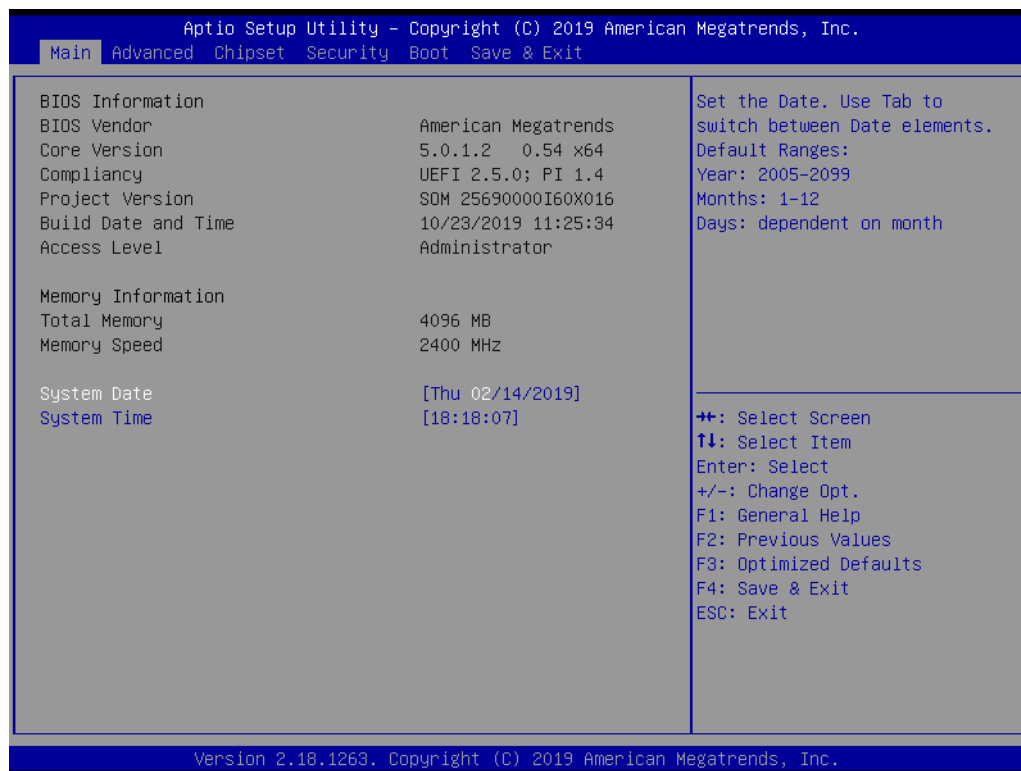 Aptio Setup Utility – Copyright (C) 2019 American Megatrends, Inc.
Main Advanced Chipset Security Boot Save & Exit
BIOS Information
BIOS Vendor American Megatrends
Core Version 5.0.1.2 0.54 x64
Compliancy UEFI 2.5.0; PI 1.4
Project Version SOM 25690000I60X016
Build Date and Time 10/23/2019 11:25:34
Access Level Administrator
Memory Information
Total Memory 4096 MB
Memory Speed 2400 MHz
System Date [Thu 02/14/2019]
System Time [18:18:07]
Set the Date. Use Tab to
switch between Date elements.
Default Ranges:
Year: 2005-2099
Months: 1-12
Days: dependent on month
→←: Select Screen
↑↓: Select Item
Enter: Select
+/-: Change Opt.
F1: General Help
F2: Previous Values
F3: Optimized Defaults
F4: Save & Exit
ESC: Exit
Version 2.18.1263. Copyright (C) 2019 American Megatrends, Inc.